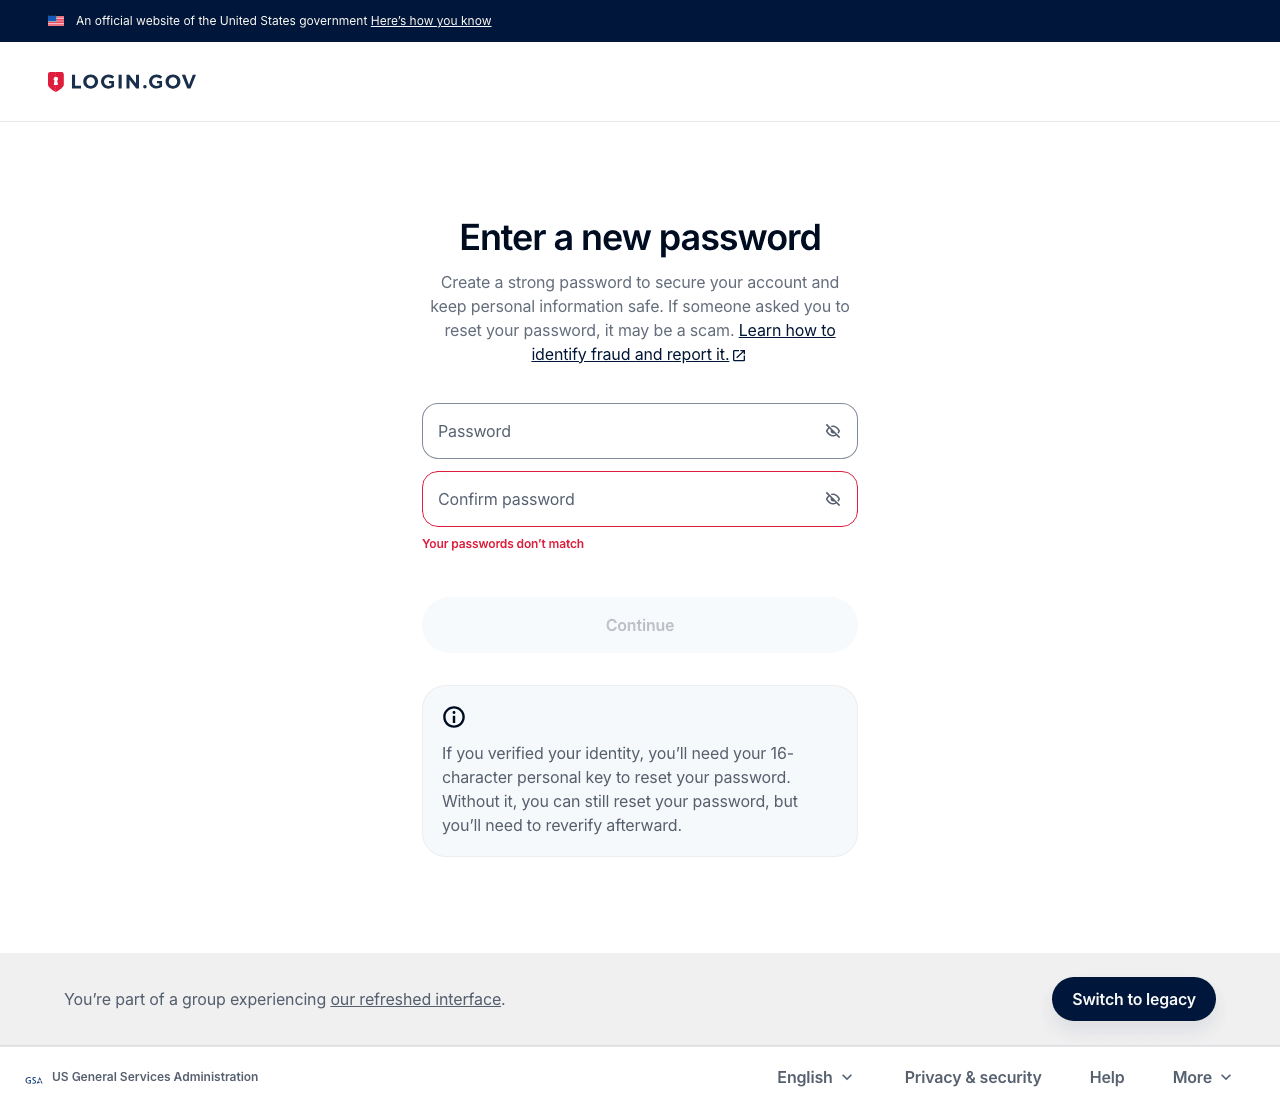 An official website of the United States government Here’s how you know
LOGIN.GOV
Enter a new password
Create a strong password to secure your account and
keep personal information safe. If someone asked you to
reset your password, it may be a scam. Learn how to
identify fraud and report it.
Password
Confirm password
Your passwords don’t match
Continue
If you verified your identity, you’ll need your 16-
character personal key to reset your password.
Without it, you can still reset your password, but
you’ll need to reverify afterward.
You’re part of a group experiencing our refreshed interface.
Switch to legacy
GSA US General Services Administration
English
Privacy & security
Help
More